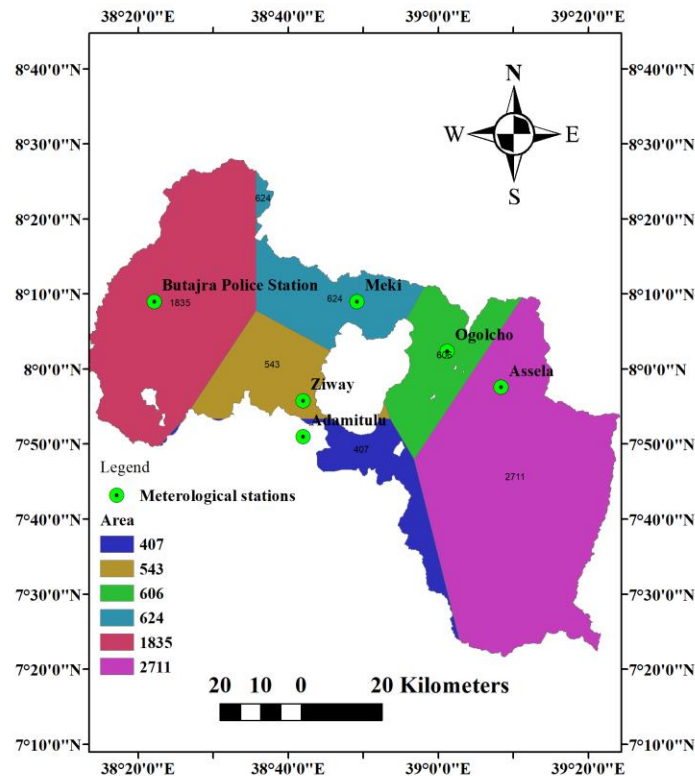 38°20'0"E 38°40'0"E 39°0'0"E 39°20'0"E
8°40'0"N 8°40'0"N
N
W E
S
8°30'0"N 8°30'0"N
624
8°20'0"N 8°20'0"N
8°10'0"N 8°10'0"N
Butajra Police Station
1835
624
Meki
Ogolcho
8°0'0"N 8°0'0"N
543
Assela
Ziway
Adamitulu
7°50'0"N 7°50'0"N
407
2711
Legend
Meterological stations
Area
7°40'0"N 7°40'0"N
407
543
606
7°30'0"N 7°30'0"N
624
1835
2711
7°20'0"N 7°20'0"N
20 10 0 20 Kilometers
7°10'0"N 7°10'0"N
38°20'0"E 38°40'0"E 39°0'0"E 39°20'0"E